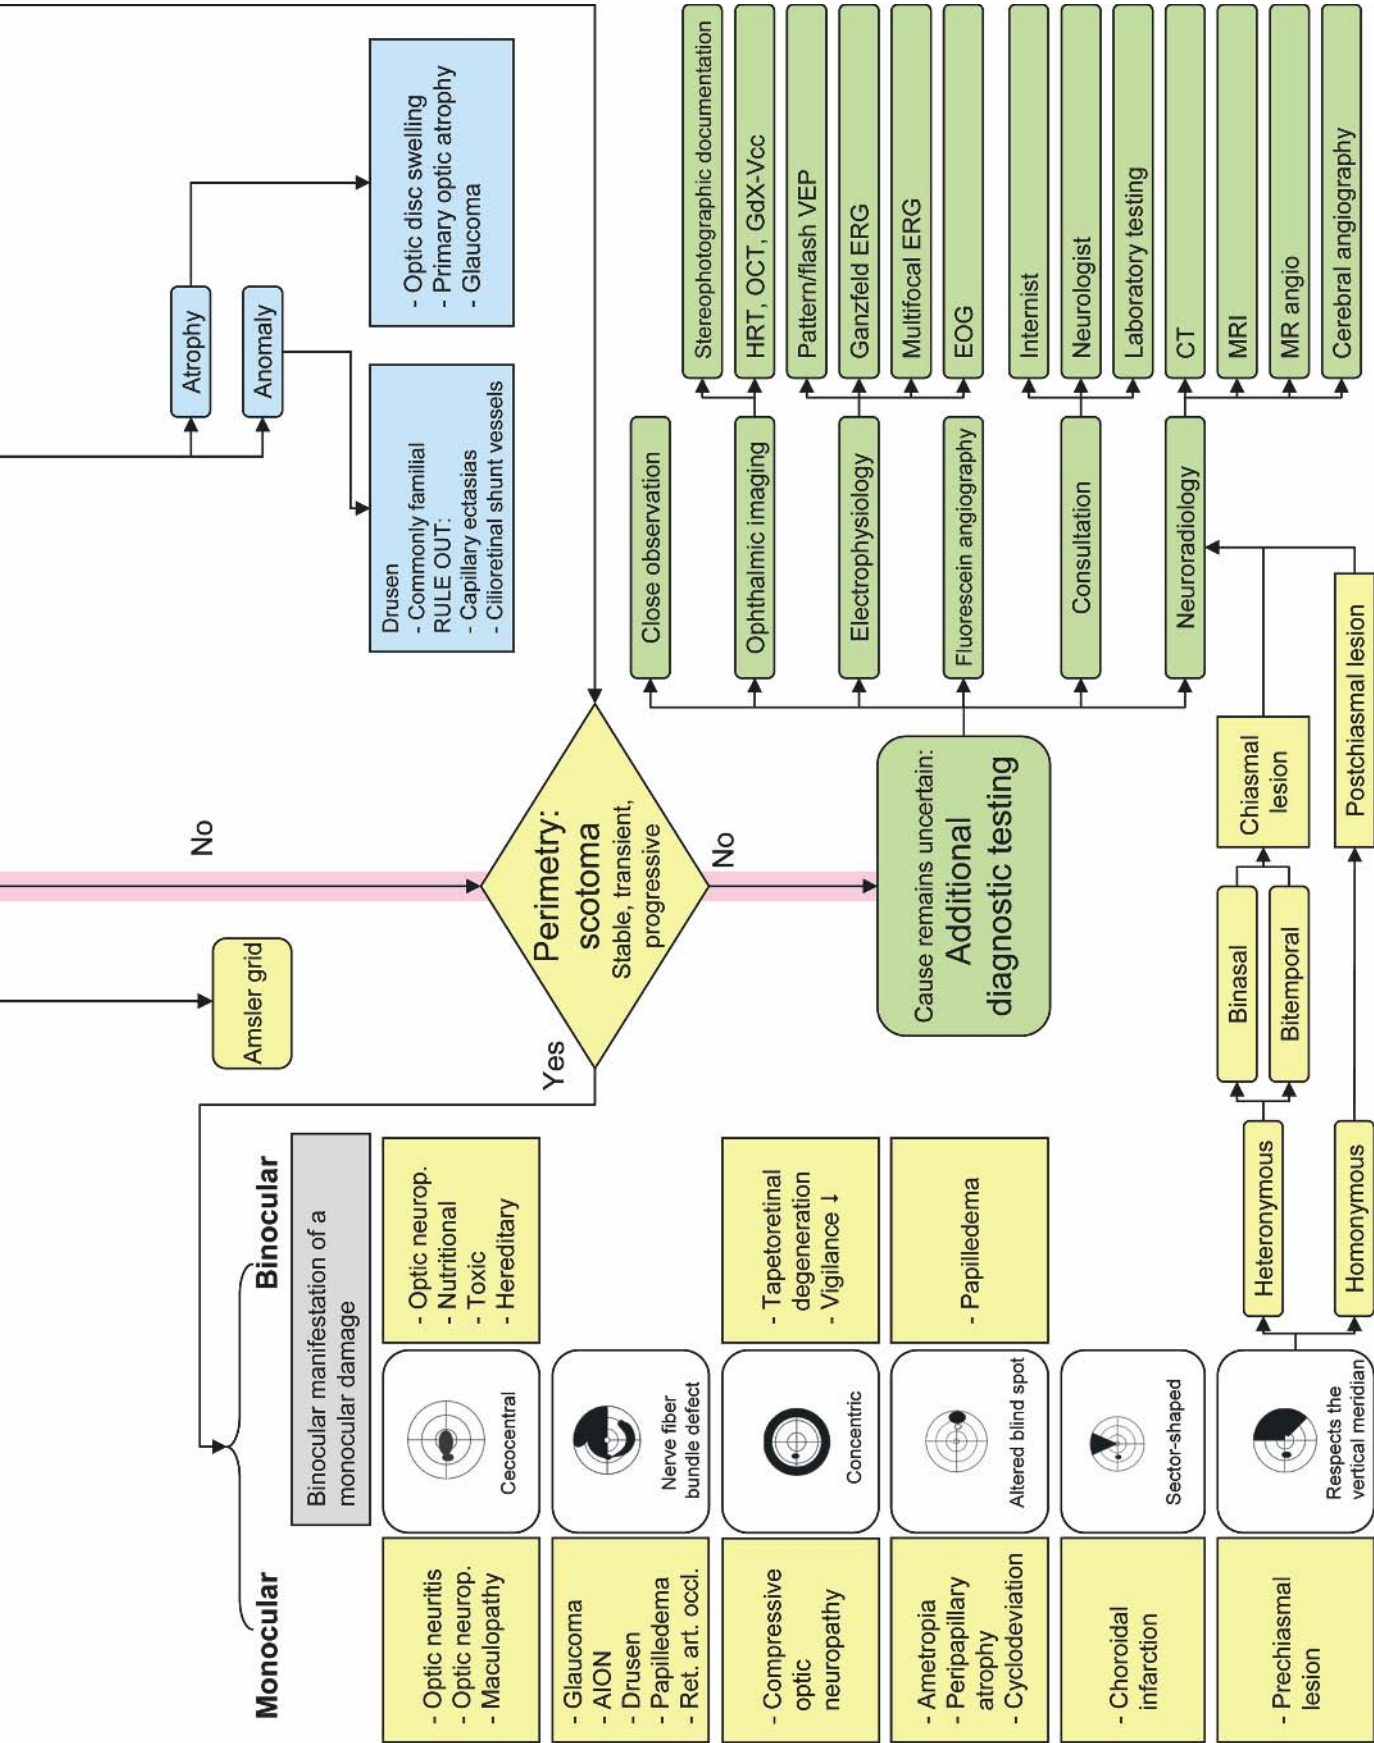 Monocular
Binocular
Binocular manifestation of a
monocular damage
- Optic neuritis
- Optic neurop.
- Maculopathy
Cecocentral
- Optic neurop.
- Nutritional
- Toxic
- Hereditary
- Glaucoma
- AION
- Drusen
- Papilledema
- Ret. art. occl.
Nerve fiber
bundle defect
- Compressive
optic
neuropathy
Concentric
- Tapetoretinal
degeneration
- Vigilance ↓
- Ametropia
- Peripapillary
atrophy
- Cyclodeviation
Altered blind spot
- Papilledema
- Choroidal
infarction
Sector-shaped
- Prechiasmal
lesion
Respects the
vertical meridian
Heteronymous
Homonymous
Binasal
Bitemporal
Chiasmal
lesion
Postchiasmal lesion
Amsler grid
No
Yes
Perimetry:
scotoma
Stable, transient,
progressive
No
Cause remains uncertain:
Additional
diagnostic testing
Atrophy
Anomaly
Drusen
- Commonly familial
RULE OUT:
- Capillary ectasias
- Cilioretinal shunt vessels
- Optic disc swelling
- Primary optic atrophy
- Glaucoma
Close observation
Ophthalmic imaging
Stereophotographic documentation
HRT, OCT, GdX-Vcc
Electrophysiology
Pattern/flash VEP
Ganzfeld ERG
Multifocal ERG
EOG
Fluorescein angiography
Consultation
Internist
Neurologist
Laboratory testing
Neuroradiology
CT
MRI
MR angio
Cerebral angiography